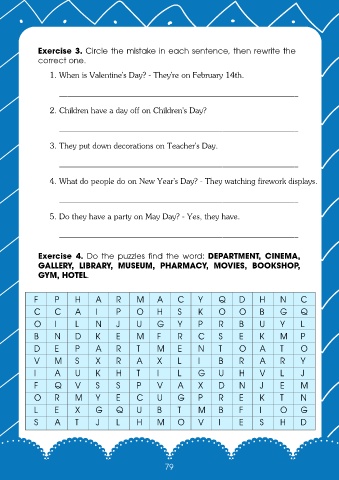 Exercise 3. Circle the mistake in each sentence, then rewrite the
correct one.
1. When is Valentine's Day? - They're on February 14th.
2. Children have a day off on Children's Day?
3. They put down decorations on Teacher's Day.
4. What do people do on New Year's Day? - They watching firework displays.
5. Do they have a party on May Day? - Yes, they have.
Exercise 4. Do the puzzles find the word: DEPARTMENT, CINEMA,
GALLERY, LIBRARY, MUSEUM, PHARMACY, MOVIES, BOOKSHOP,
GYM, HOTEL.
F P H A R M A C Y Q D H N C
C C A I P O H S K O O B G Q
O I L N J U G Y P R B U Y L
B N D K E M F R C S E K M P
D E P A R T M E N T O A T O
V M S X R A X L I B R A R Y
I A U K H T I L G U H V L J
F Q V S S P V A X D N J E M
O R M Y E C U G P R E K T N
L E X G Q U B T M B F I O G
S A T J L H M O V I E S H D
79